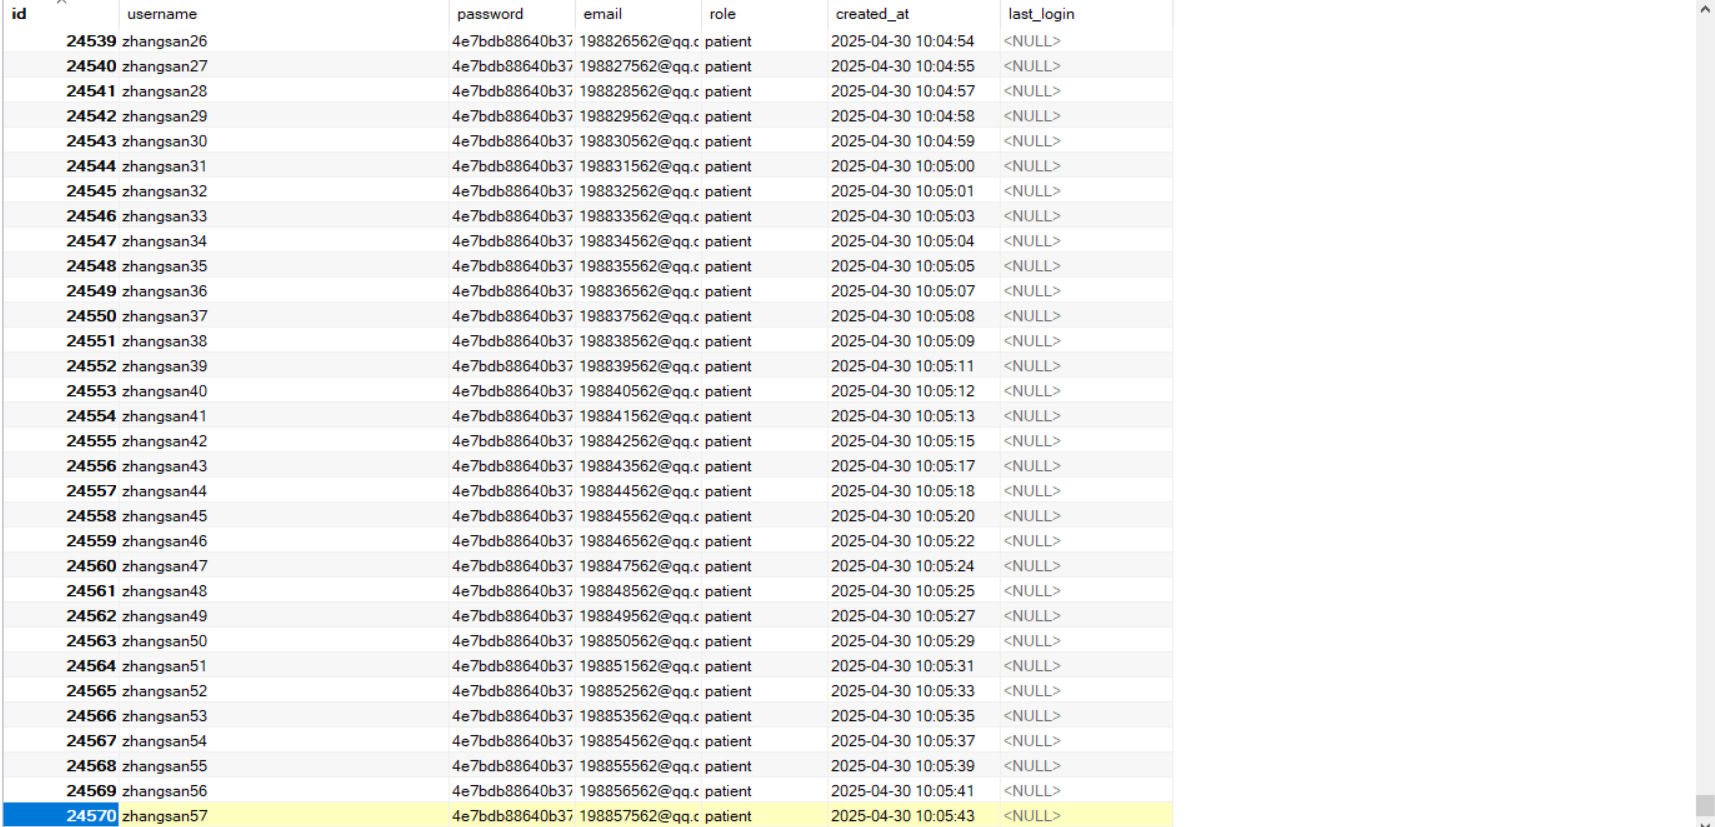 id username password email role created_at last_login
24539 zhangsan26 4e7bdb88640b37 198826562@qq.c patient 2025-04-30 10:04:54 <NULL>
24540 zhangsan27 4e7bdb88640b37 198827562@qq.c patient 2025-04-30 10:04:55 <NULL>
24541 zhangsan28 4e7bdb88640b37 198828562@qq.c patient 2025-04-30 10:04:57 <NULL>
24542 zhangsan29 4e7bdb88640b37 198829562@qq.c patient 2025-04-30 10:04:58 <NULL>
24543 zhangsan30 4e7bdb88640b37 198830562@qq.c patient 2025-04-30 10:04:59 <NULL>
24544 zhangsan31 4e7bdb88640b37 198831562@qq.c patient 2025-04-30 10:05:00 <NULL>
24545 zhangsan32 4e7bdb88640b37 198832562@qq.c patient 2025-04-30 10:05:01 <NULL>
24546 zhangsan33 4e7bdb88640b37 198833562@qq.c patient 2025-04-30 10:05:03 <NULL>
24547 zhangsan34 4e7bdb88640b37 198834562@qq.c patient 2025-04-30 10:05:04 <NULL>
24548 zhangsan35 4e7bdb88640b37 198835562@qq.c patient 2025-04-30 10:05:05 <NULL>
24549 zhangsan36 4e7bdb88640b37 198836562@qq.c patient 2025-04-30 10:05:07 <NULL>
24550 zhangsan37 4e7bdb88640b37 198837562@qq.c patient 2025-04-30 10:05:08 <NULL>
24551 zhangsan38 4e7bdb88640b37 198838562@qq.c patient 2025-04-30 10:05:09 <NULL>
24552 zhangsan39 4e7bdb88640b37 198839562@qq.c patient 2025-04-30 10:05:11 <NULL>
24553 zhangsan40 4e7bdb88640b37 198840562@qq.c patient 2025-04-30 10:05:12 <NULL>
24554 zhangsan41 4e7bdb88640b37 198841562@qq.c patient 2025-04-30 10:05:13 <NULL>
24555 zhangsan42 4e7bdb88640b37 198842562@qq.c patient 2025-04-30 10:05:15 <NULL>
24556 zhangsan43 4e7bdb88640b37 198843562@qq.c patient 2025-04-30 10:05:17 <NULL>
24557 zhangsan44 4e7bdb88640b37 198844562@qq.c patient 2025-04-30 10:05:18 <NULL>
24558 zhangsan45 4e7bdb88640b37 198845562@qq.c patient 2025-04-30 10:05:20 <NULL>
24559 zhangsan46 4e7bdb88640b37 198846562@qq.c patient 2025-04-30 10:05:22 <NULL>
24560 zhangsan47 4e7bdb88640b37 198847562@qq.c patient 2025-04-30 10:05:24 <NULL>
24561 zhangsan48 4e7bdb88640b37 198848562@qq.c patient 2025-04-30 10:05:25 <NULL>
24562 zhangsan49 4e7bdb88640b37 198849562@qq.c patient 2025-04-30 10:05:27 <NULL>
24563 zhangsan50 4e7bdb88640b37 198850562@qq.c patient 2025-04-30 10:05:29 <NULL>
24564 zhangsan51 4e7bdb88640b37 198851562@qq.c patient 2025-04-30 10:05:31 <NULL>
24565 zhangsan52 4e7bdb88640b37 198852562@qq.c patient 2025-04-30 10:05:33 <NULL>
24566 zhangsan53 4e7bdb88640b37 198853562@qq.c patient 2025-04-30 10:05:35 <NULL>
24567 zhangsan54 4e7bdb88640b37 198854562@qq.c patient 2025-04-30 10:05:37 <NULL>
24568 zhangsan55 4e7bdb88640b37 198855562@qq.c patient 2025-04-30 10:05:39 <NULL>
24569 zhangsan56 4e7bdb88640b37 198856562@qq.c patient 2025-04-30 10:05:41 <NULL>
24570 zhangsan57 4e7bdb88640b37 198857562@qq.c patient 2025-04-30 10:05:43 <NULL>